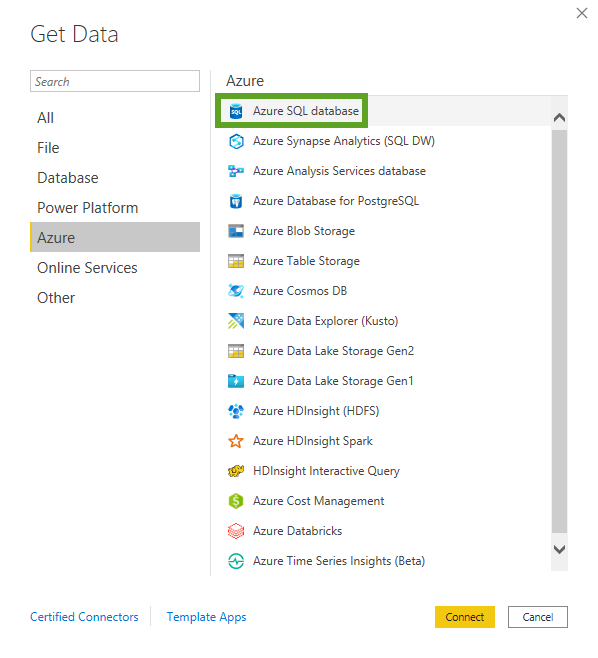 Get Data
Search
All
File
Database
Power Platform
Azure
Online Services
Other
Azure
SQL Azure SQL database
Azure Synapse Analytics (SQL DW)
Azure Analysis Services database
Azure Database for PostgreSQL
Azure Blob Storage
Azure Table Storage
Azure Cosmos DB
Azure Data Explorer (Kusto)
Azure Data Lake Storage Gen2
Azure Data Lake Storage Gen1
Azure HDInsight (HDFS)
Azure HDInsight Spark
HDInsight Interactive Query
$ Azure Cost Management
Azure Databricks
Azure Time Series Insights (Beta)
Certified Connectors
Template Apps
Connect
Cancel